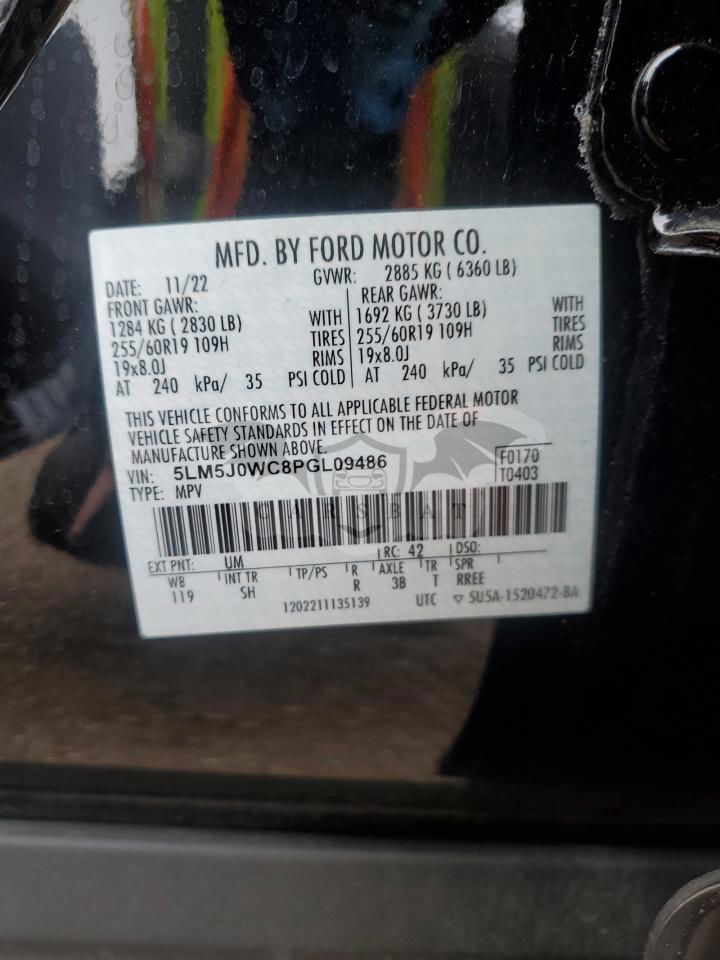 MFD. BY FORD MOTOR CO.
DATE: 11/22 GVWR: 2885 KG ( 6360 LB)
FRONT GAWR: REAR GAWR:
1284 KG ( 2830 LB) WITH 1692 KG ( 3730 LB) WITH
255/60R19 109H TIRES 255/60R19 109H TIRES
19x8.0J RIMS 19x8.0J RIMS
AT 240 kPa/ 35 PSI COLD AT 240 kPa/ 35 PSI COLD
THIS VEHICLE CONFORMS TO ALL APPLICABLE FEDERAL MOTOR
VEHICLE SAFETY STANDARDS IN EFFECT ON THE DATE OF
MANUFACTURE SHOWN ABOVE.
VIN: 5LM5J0WC8PGL09486 F0170
TYPE: MPV T0403
CARSBAT
EXT PNT: UM RC: 42 DSO:
WB INT TR TP/PS R AXLE TR SPR
119 SH R 3B T RREE
1202211135139 UTC ▽ SU5A-1520472-BA